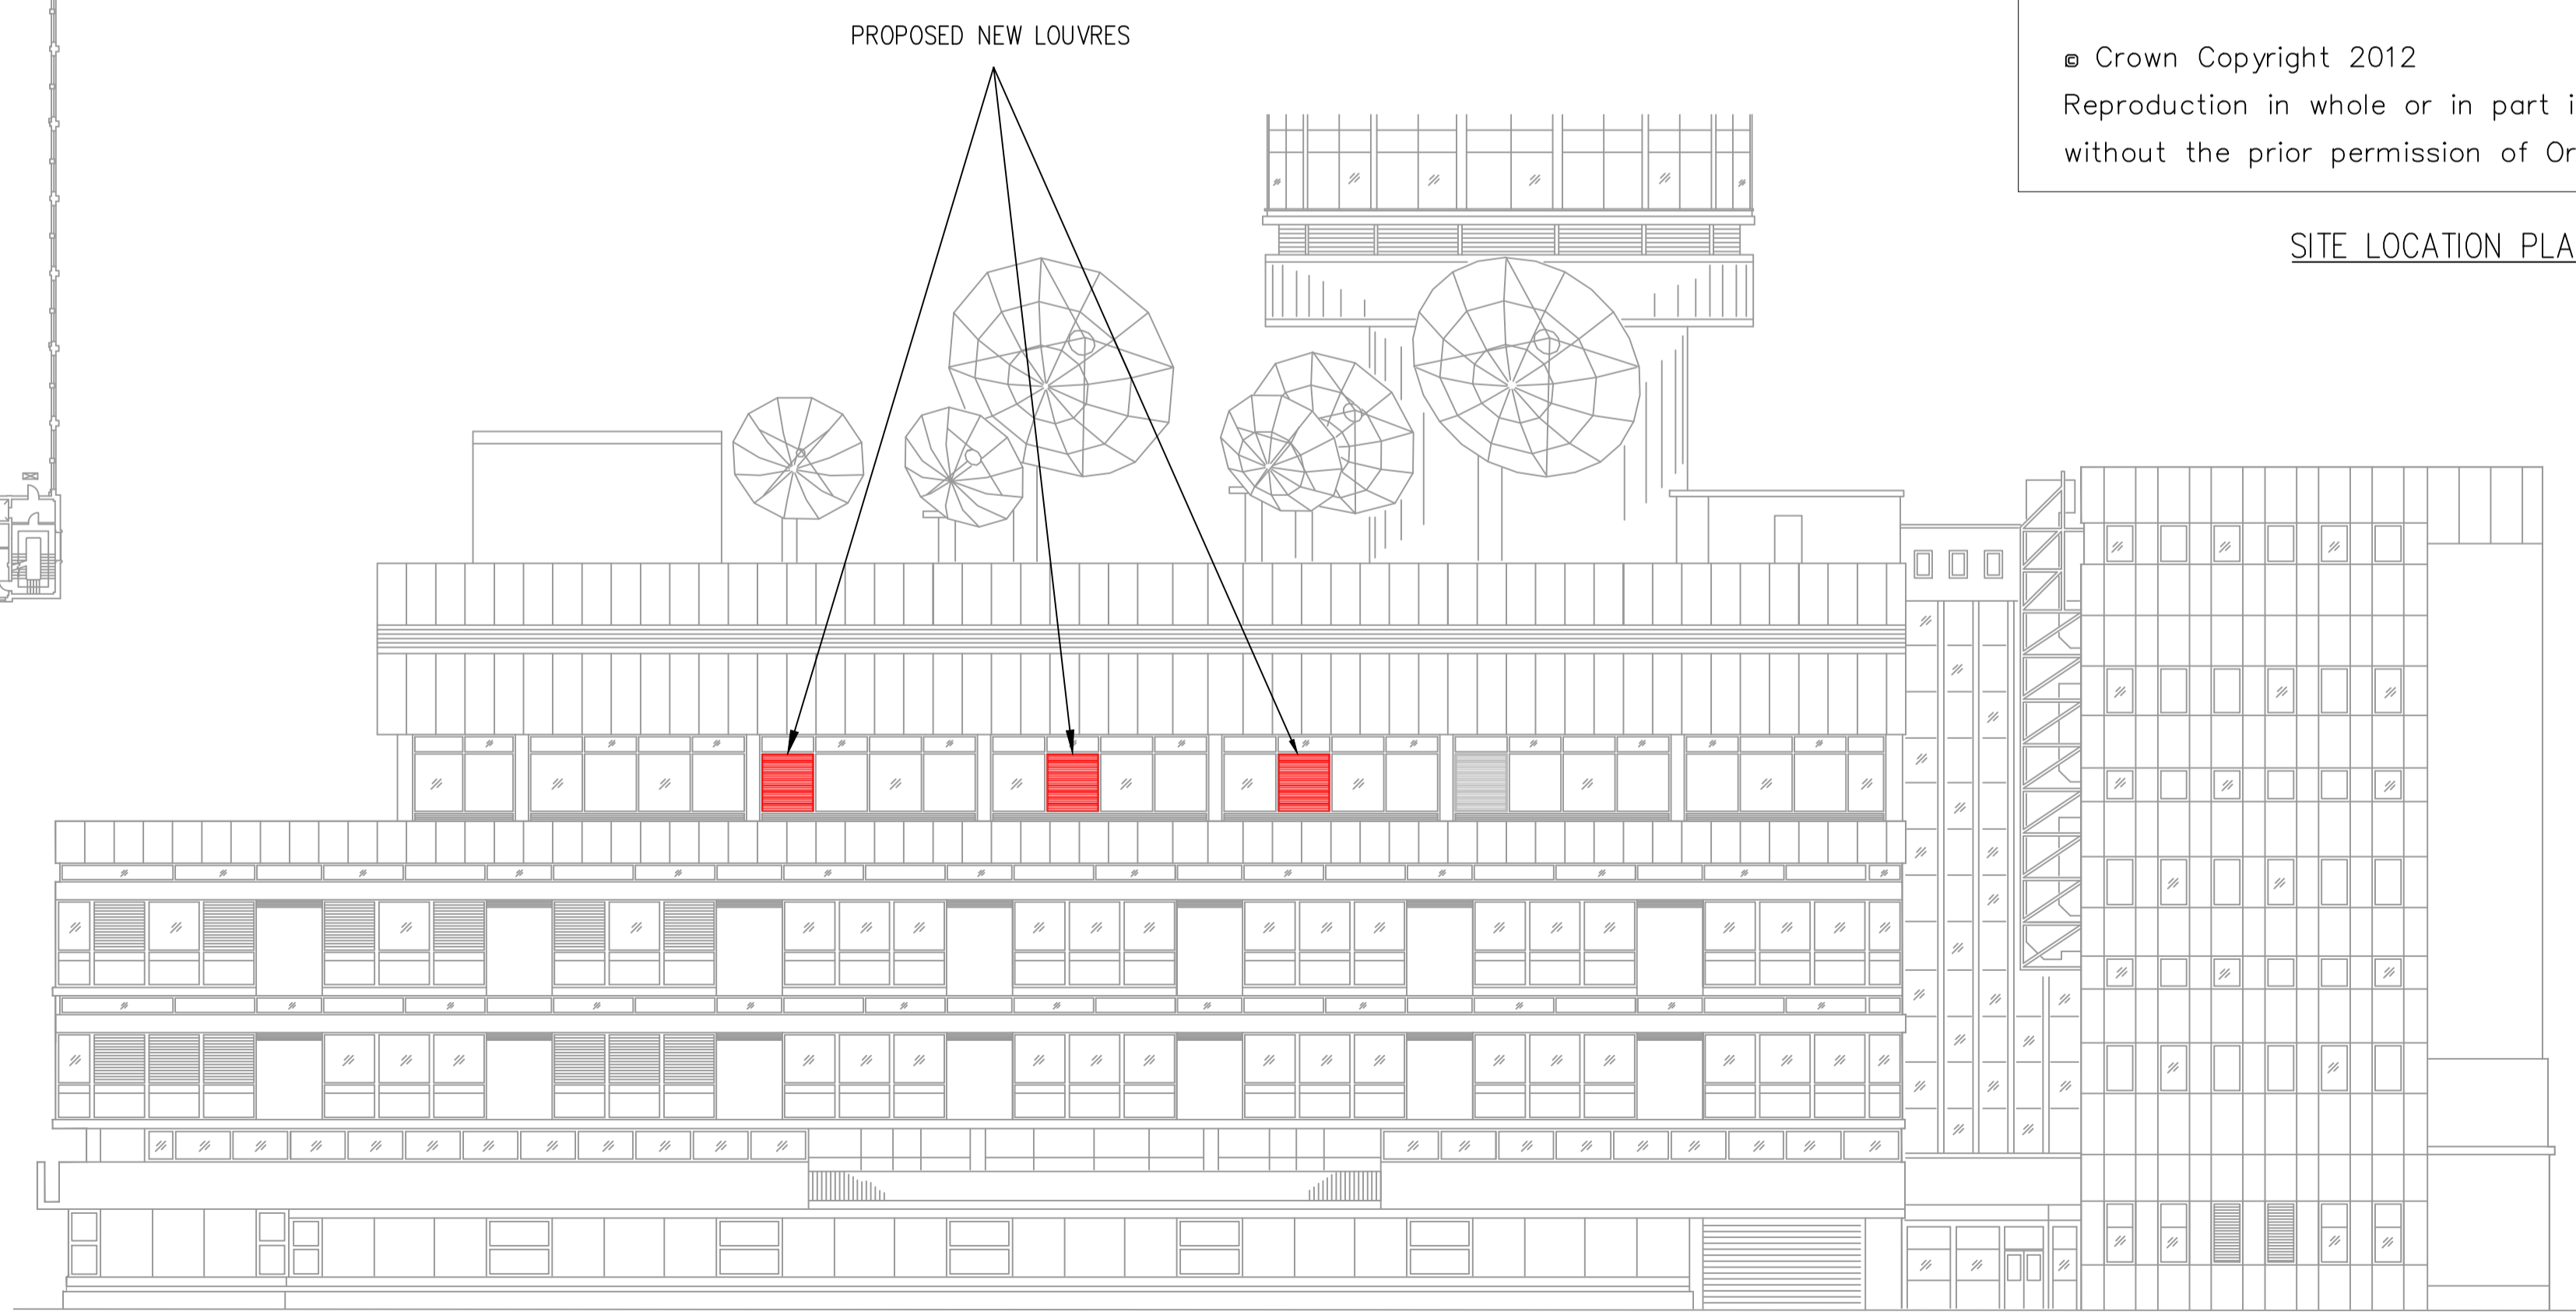 PROPOSED NEW LOUVRES
© Crown Copyright 2012
Reproduction in whole or in part i
without the prior permission of Or
SITE LOCATION PLA